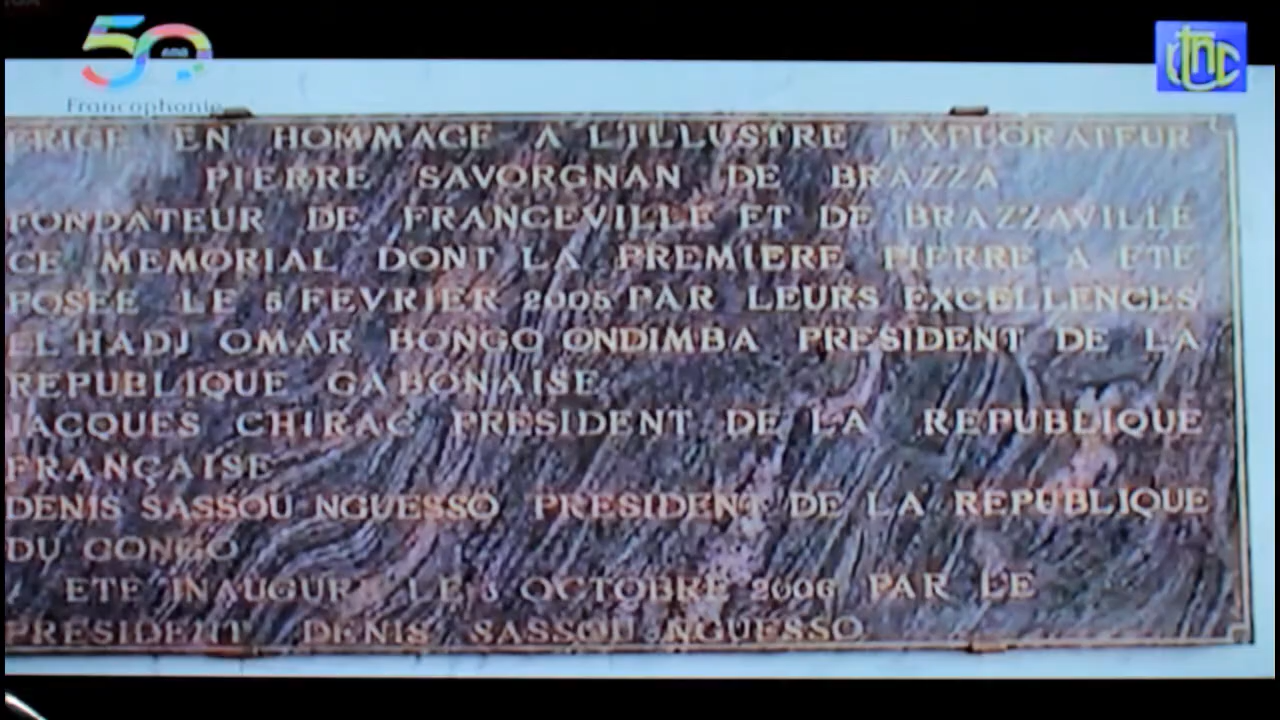 50
ans
Francophonie
tnc
ERIGE EN HOMMAGE A L'ILLUSTRE EXPLORATEUR
PIERRE SAVORGNAN DE BRAZZA
FONDATEUR DE FRANCEVILLE ET DE BRAZZAVILLE
CE MEMORIAL DONT LA PREMIERE PIERRE A ETE
POSEE LE 5 FEVRIER 2005 PAR LEURS EXCELLENCES
EL HADJ OMAR BONGO ONDIMBA PRESIDENT DE LA
REPUBLIQUE GABONAISE
JACQUES CHIRAC PRESIDENT DE LA REPUBLIQUE
FRANÇAISE
DENIS SASSOU NGUESSO PRESIDENT DE LA REPUBLIQUE
DU CONGO
ETE INAUGURE LE 3 OCTOBRE 2006 PAR LE
PRESIDENT DENIS SASSOU NGUESSO